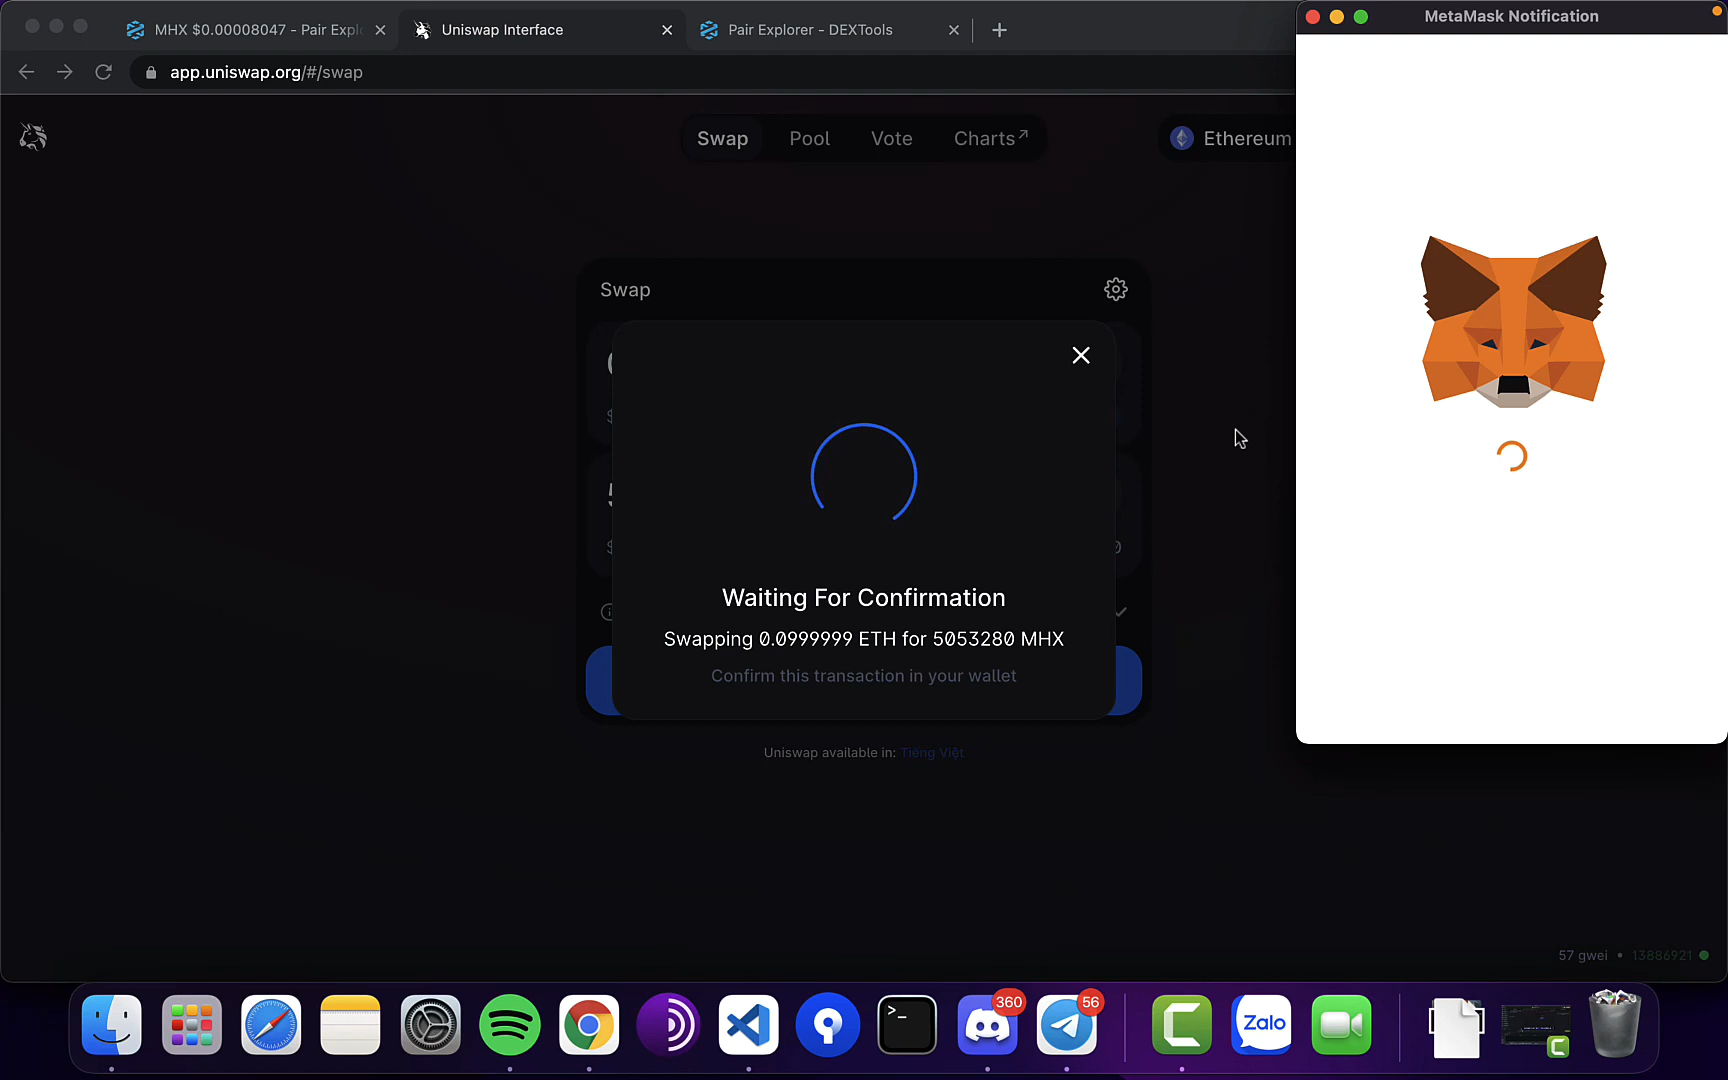 MHX $0.00008047 - Pair Explo
Uniswap Interface
Pair Explorer - DEXTools
MetaMask Notification
app.uniswap.org/#/swap
Swap
Pool
Vote
Charts↗
Ethereum
Swap
Waiting For Confirmation
Swapping 0.0999999 ETH for 5053280 MHX
Confirm this transaction in your wallet
Uniswap available in: Tiếng Việt
57 gwei • 13886921
>_
360
56
Zalo